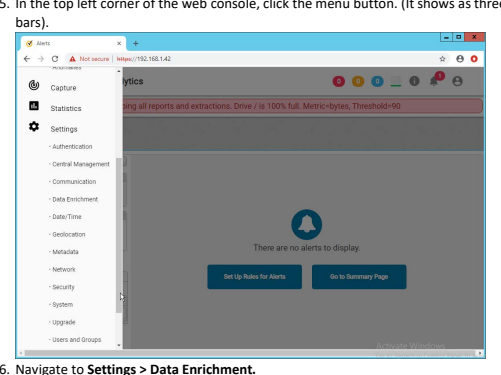 5. In the top left corner of the web console, click the menu button. (It shows as three
bars).
Alerts
Not secure | https://192.168.1.42
Anomalies
Capture
lytics
0 0 0
1
Statistics
ping all reports and extractions. Drive / is 100% full. Metric=bytes, Threshold=90
Settings
- Authentication
- Central Management
- Communication
- Data Enrichment
- Date/Time
- Geolocation
- Metadata
There are no alerts to display.
- Network
Set Up Rules for Alerts Go to Summary Page
- Security
- System
- Upgrade
- Users and Groups
Activate Windows
6. Navigate to Settings > Data Enrichment.